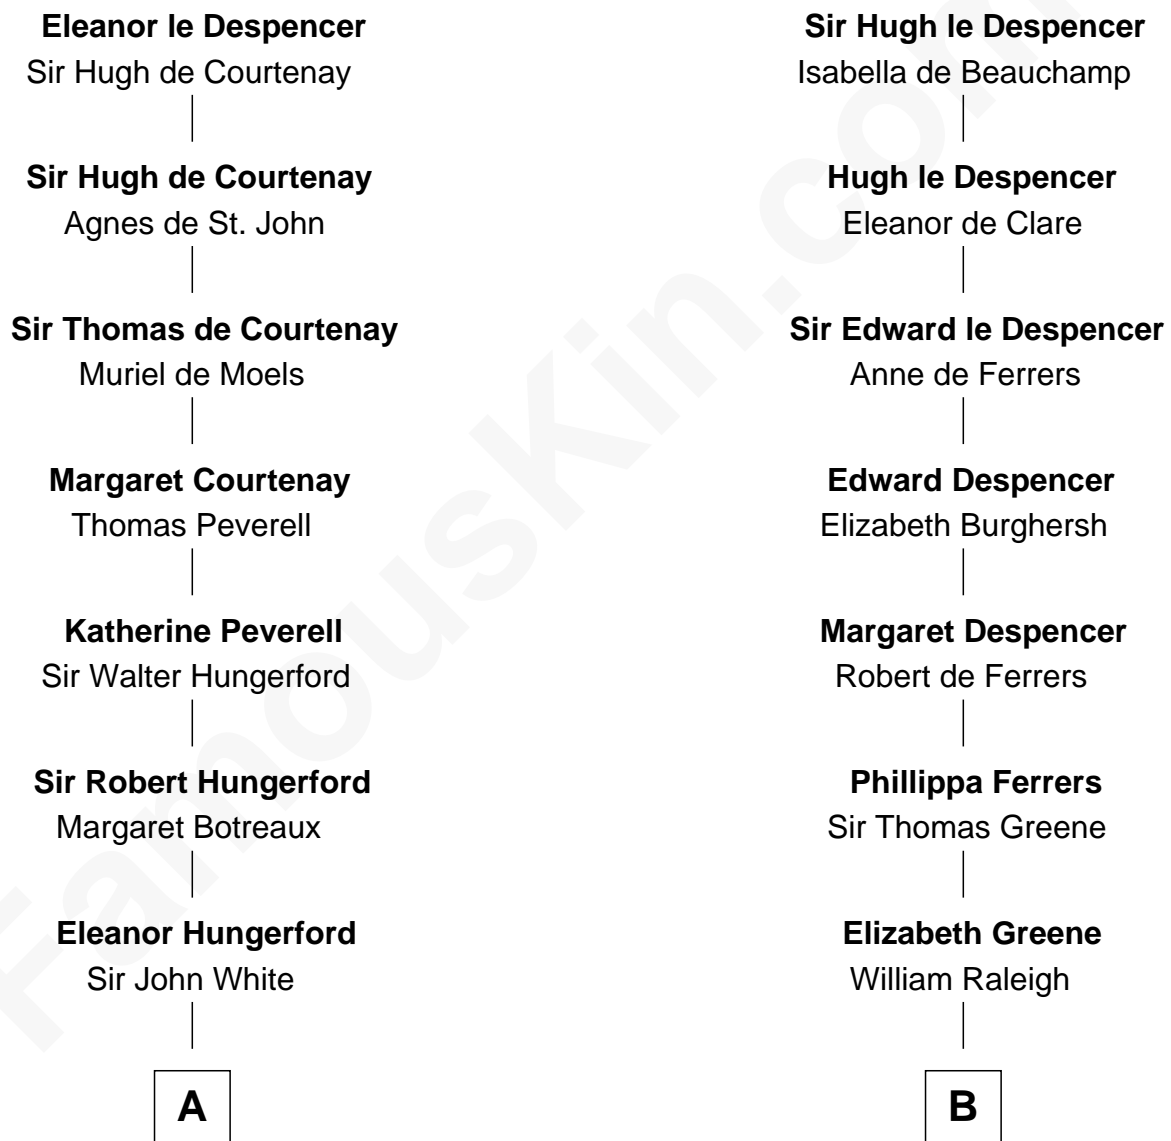 Eleanor le Despencer
Sir Hugh de Courtenay
Sir Hugh de Courtenay
Agnes de St. John
Sir Thomas de Courtenay
Muriel de Moels
Margaret Courtenay
Thomas Peverell
Katherine Peverell
Sir Walter Hungerford
Sir Robert Hungerford
Margaret Botreaux
Eleanor Hungerford
Sir John White
A
Sir Hugh le Despencer
Isabella de Beauchamp
Hugh le Despencer
Eleanor de Clare
Sir Edward le Despencer
Anne de Ferrers
Edward Despencer
Elizabeth Burghersh
Margaret Despencer
Robert de Ferrers
Phillippa Ferrers
Sir Thomas Greene
Elizabeth Greene
William Raleigh
B
FamousKin.com